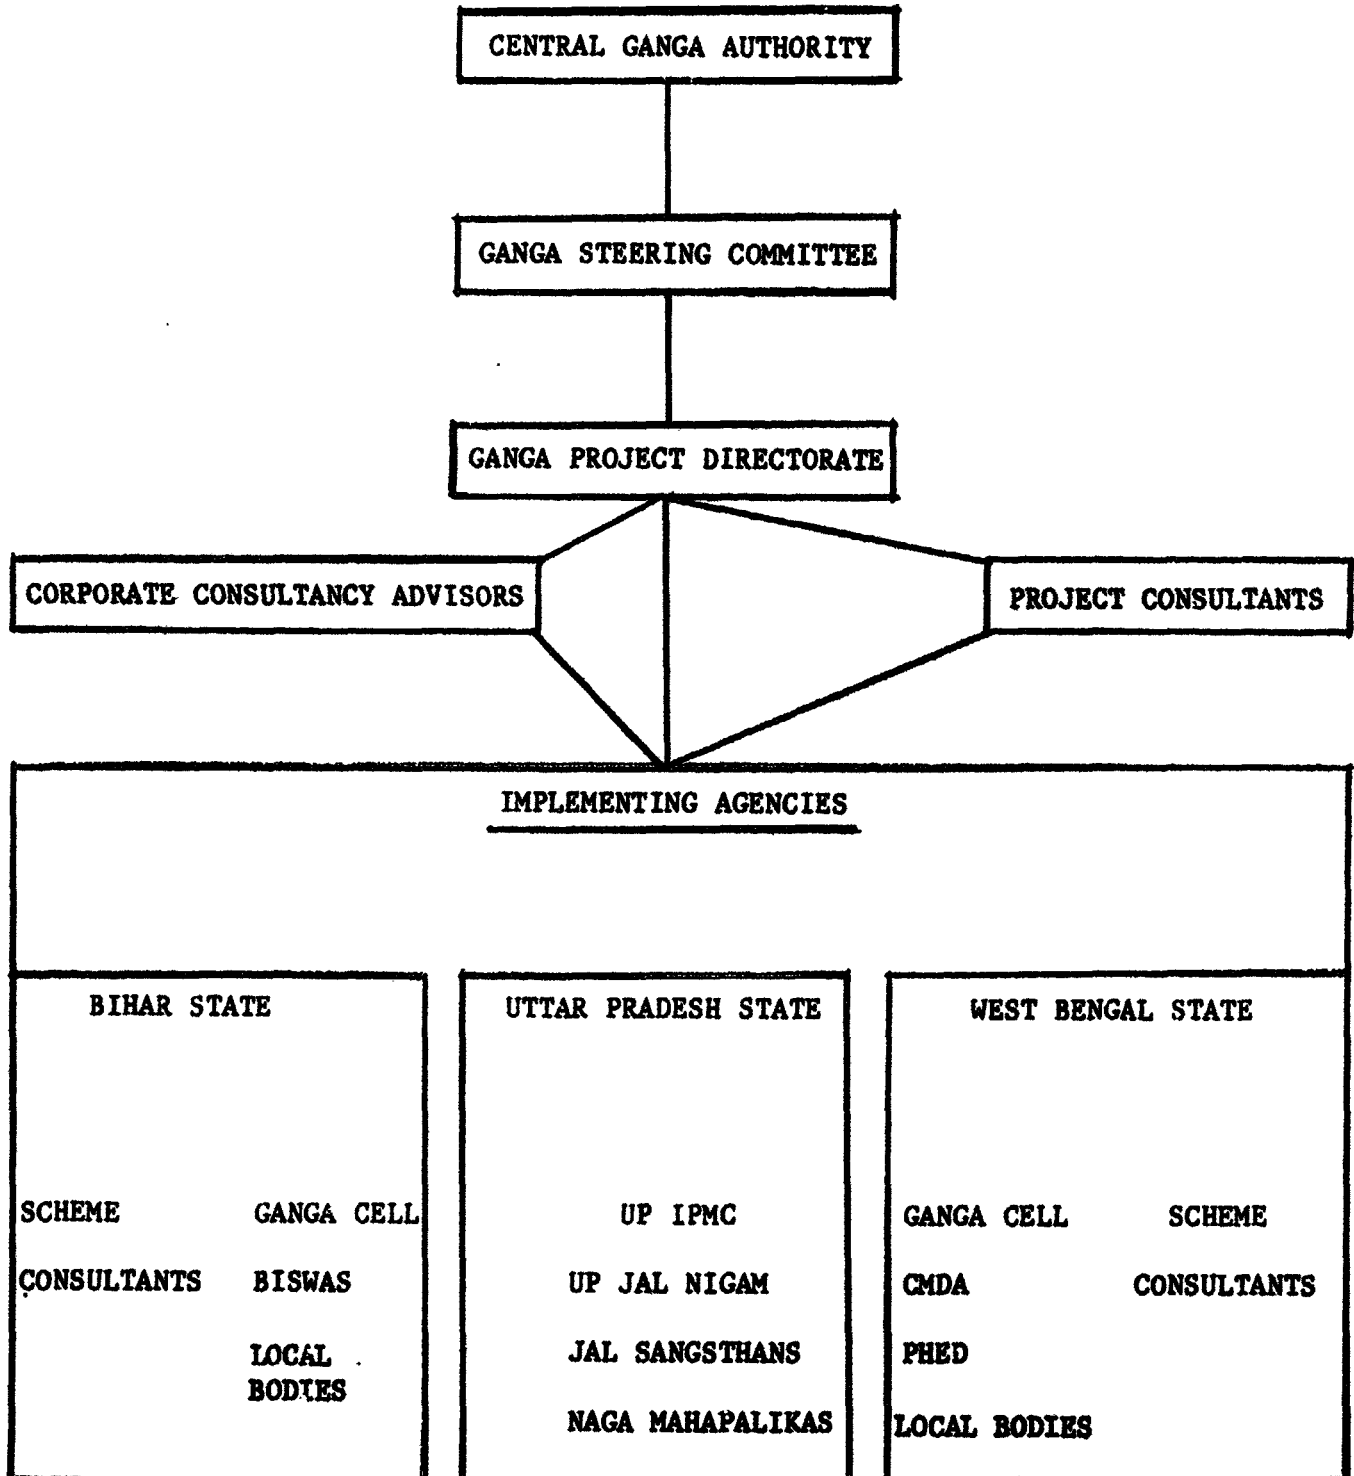 CENTRAL GANGA AUTHORITY
GANGA STEERING COMMITTEE
GANGA PROJECT DIRECTORATE
CORPORATE CONSULTANCY ADVISORS
PROJECT CONSULTANTS
IMPLEMENTING AGENCIES
BIHAR STATE
SCHEME
CONSULTANTS
GANGA CELL
BISWAS
LOCAL
BODIES
UTTAR PRADESH STATE
UP IPMC
UP JAL NIGAM
JAL SANGSTHANS
NAGA MAHAPALIKAS
WEST BENGAL STATE
GANGA CELL
CMDA
PHED
LOCAL BODIES
SCHEME
CONSULTANTS